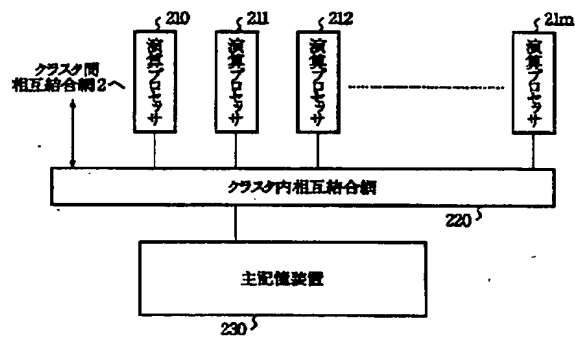 210
211
212
21m
クラスタ間
相互結合網2へ
演算プロセッサ
演算プロセッサ
演算プロセッサ
演算プロセッサ
クラスタ内相互結合網
220
主記憶装置
230